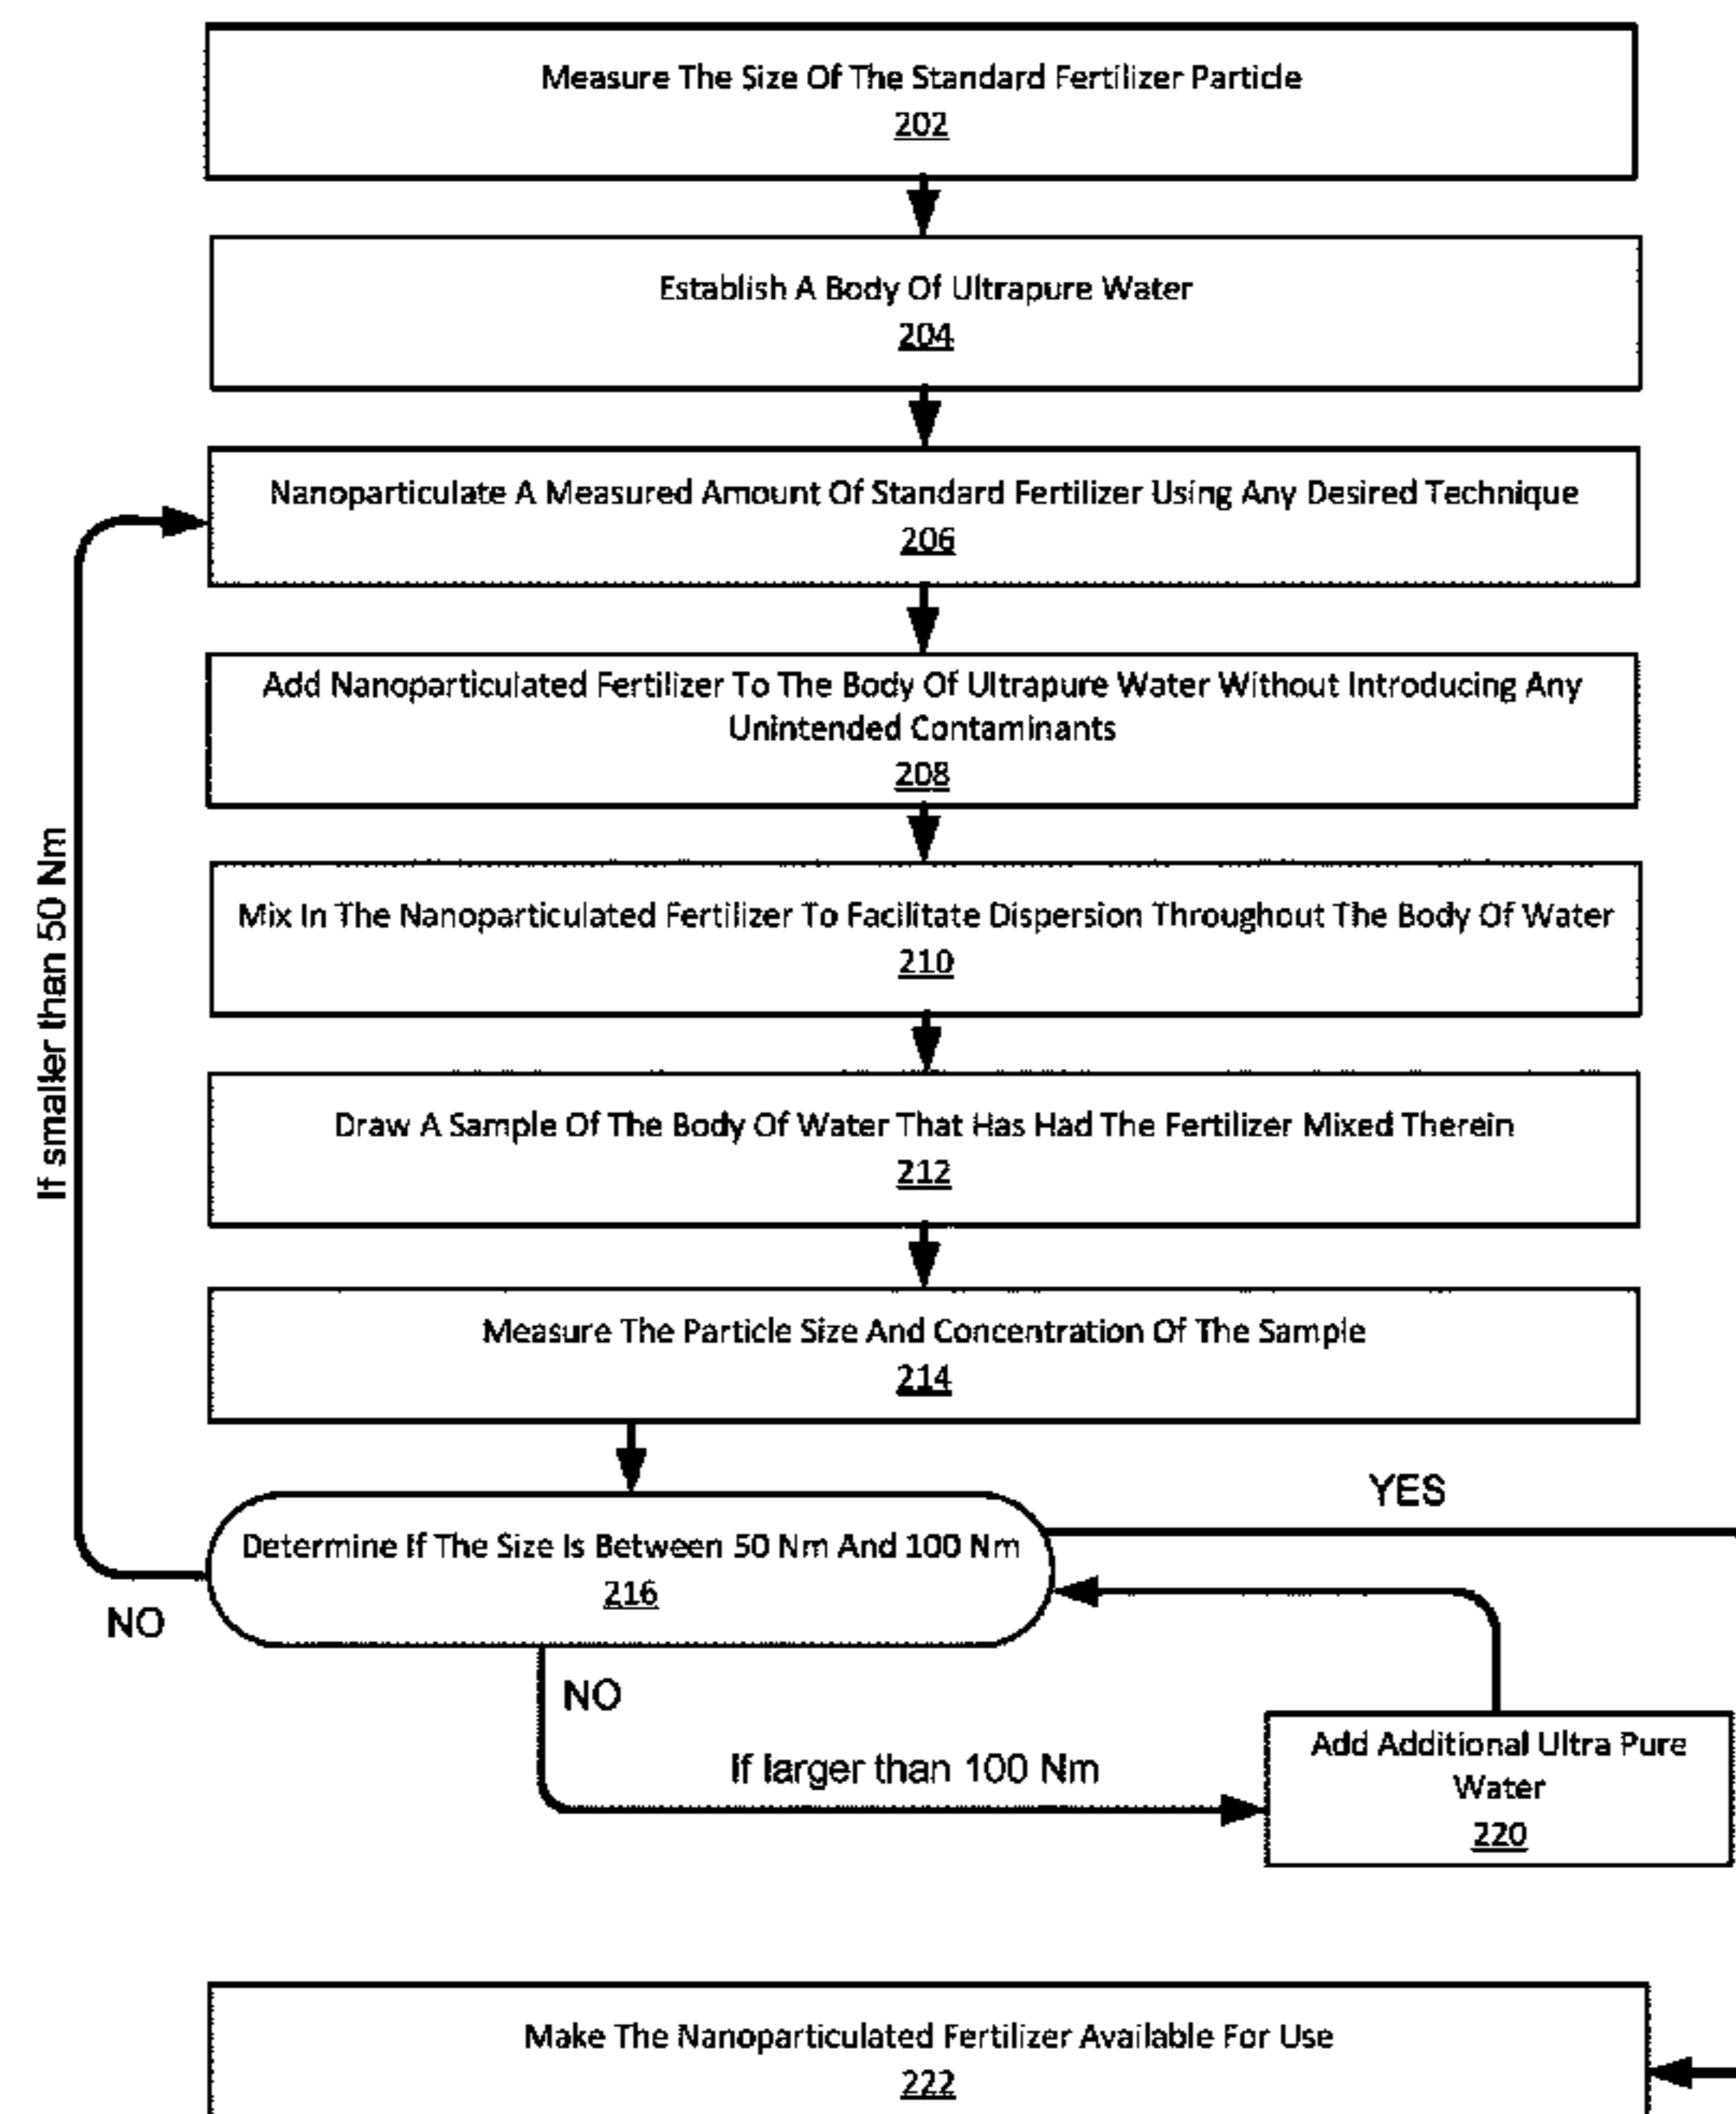 Measure The Size Of The Standard Fertilizer Particle
202
Establish A Body Of Ultrapure Water
204
Nanoparticulate A Measured Amount Of Standard Fertilizer Using Any Desired Technique
206
Add Nanoparticulated Fertilizer To The Body Of Ultrapure Water Without Introducing Any
Unintended Contaminants
208
Mix In The Nanoparticulated Fertilizer To Facilitate Dispersion Throughout The Body Of Water
210
Draw A Sample Of The Body Of Water That Has Had The Fertilizer Mixed Therein
212
Measure The Particle Size And Concentration Of The Sample
214
If smaller than 50 Nm
YES
Determine If The Size Is Between 50 Nm And 100 Nm
216
NO
NO
If larger than 100 Nm
Add Additional Ultra Pure
Water
220
Make The Nanoparticulated Fertilizer Available For Use
222